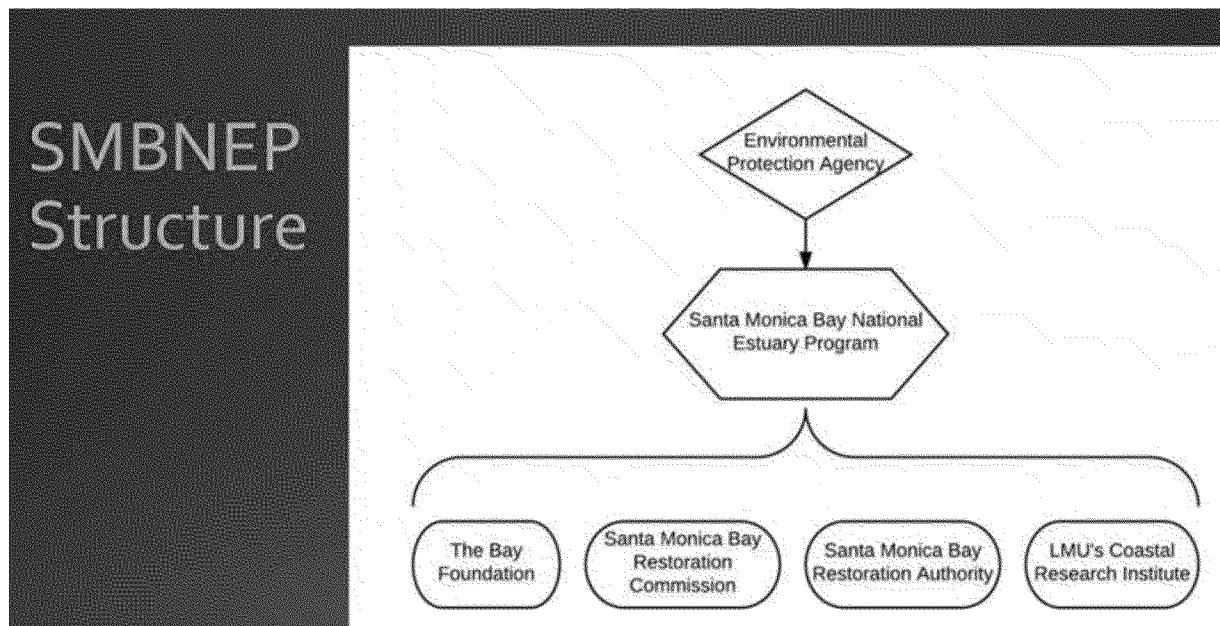 SMBNEP
Structure
Environmental
Protection Agency
Santa Monica Bay National
Estuary Program
The Bay
Foundation
Santa Monica Bay
Restoration
Commission
Santa Monica Bay
Restoration Authority
LMU's Coastal
Research Institute